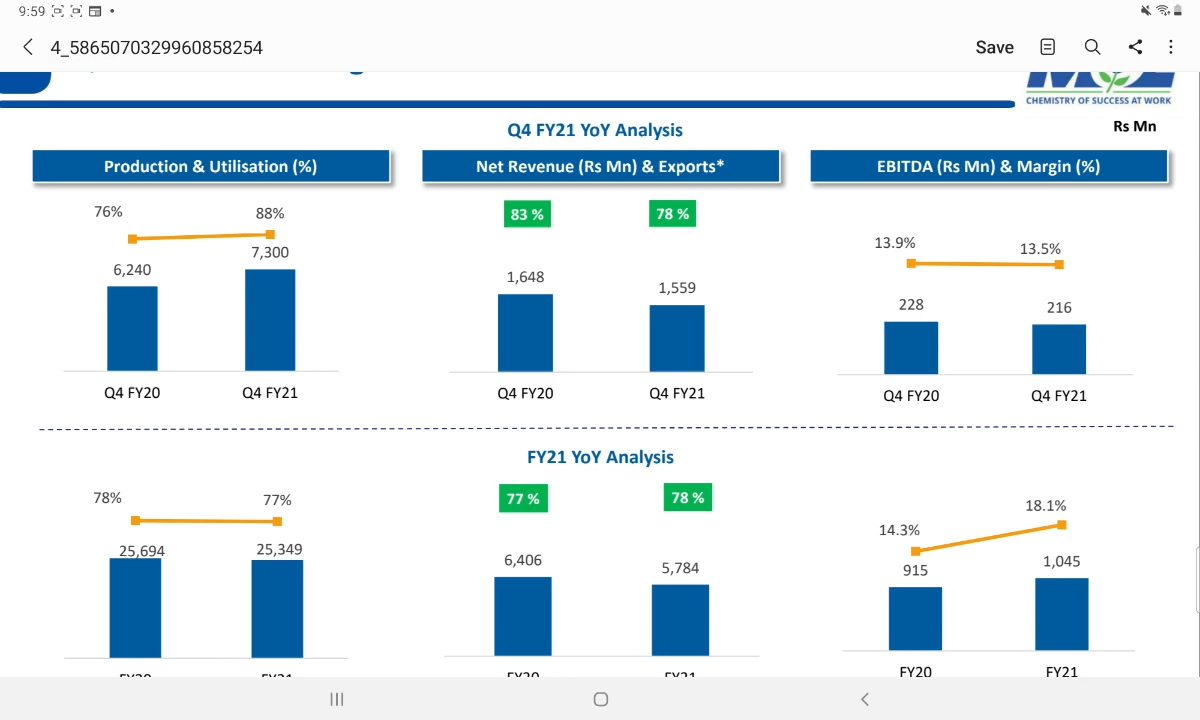 9:59
4_5865070329960858254
Save
CHEMISTRY OF SUCCESS AT WORK
Q4 FY21 YoY Analysis
Rs Mn
Production & Utilisation (%)
76%
88%
6,240
7,300
Q4 FY20
Q4 FY21
Net Revenue (Rs Mn) & Exports*
83 %
78 %
1,648
1,559
Q4 FY20
Q4 FY21
EBITDA (Rs Mn) & Margin (%)
13.9%
13.5%
228
216
Q4 FY20
Q4 FY21
FY21 YoY Analysis
78%
77%
25,694
25,349
FY20
FY21
77 %
78 %
6,406
5,784
FY20
FY21
14.3%
18.1%
915
1,045
FY20
FY21